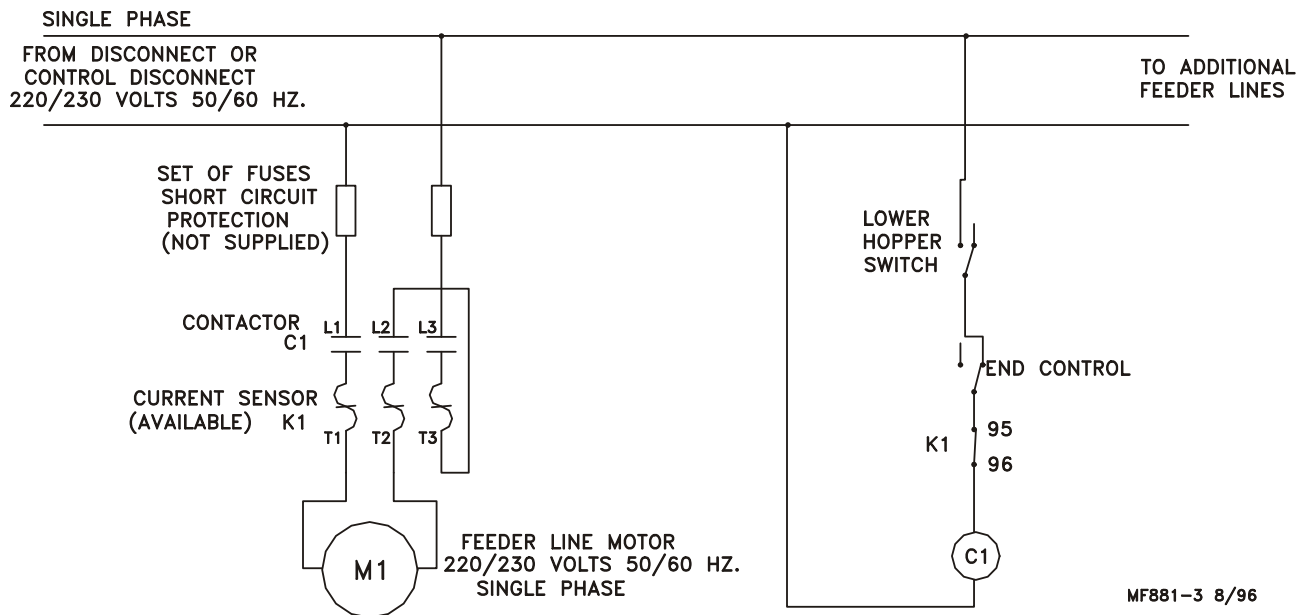 SINGLE PHASE
FROM DISCONNECT OR
CONTROL DISCONNECT
220/230 VOLTS 50/60 HZ.
TO ADDITIONAL
FEEDER LINES
SET OF FUSES
SHORT CIRCUIT
PROTECTION
(NOT SUPPLIED)
LOWER
HOPPER
SWITCH
CONTACTOR
C1
L1
L2
L3
END CONTROL
CURRENT SENSOR
(AVAILABLE) K1
T1
T2
T3
K1
95
96
FEEDER LINE MOTOR
220/230 VOLTS 50/60 HZ.
SINGLE PHASE
M1
C1
MF881-3 8/96